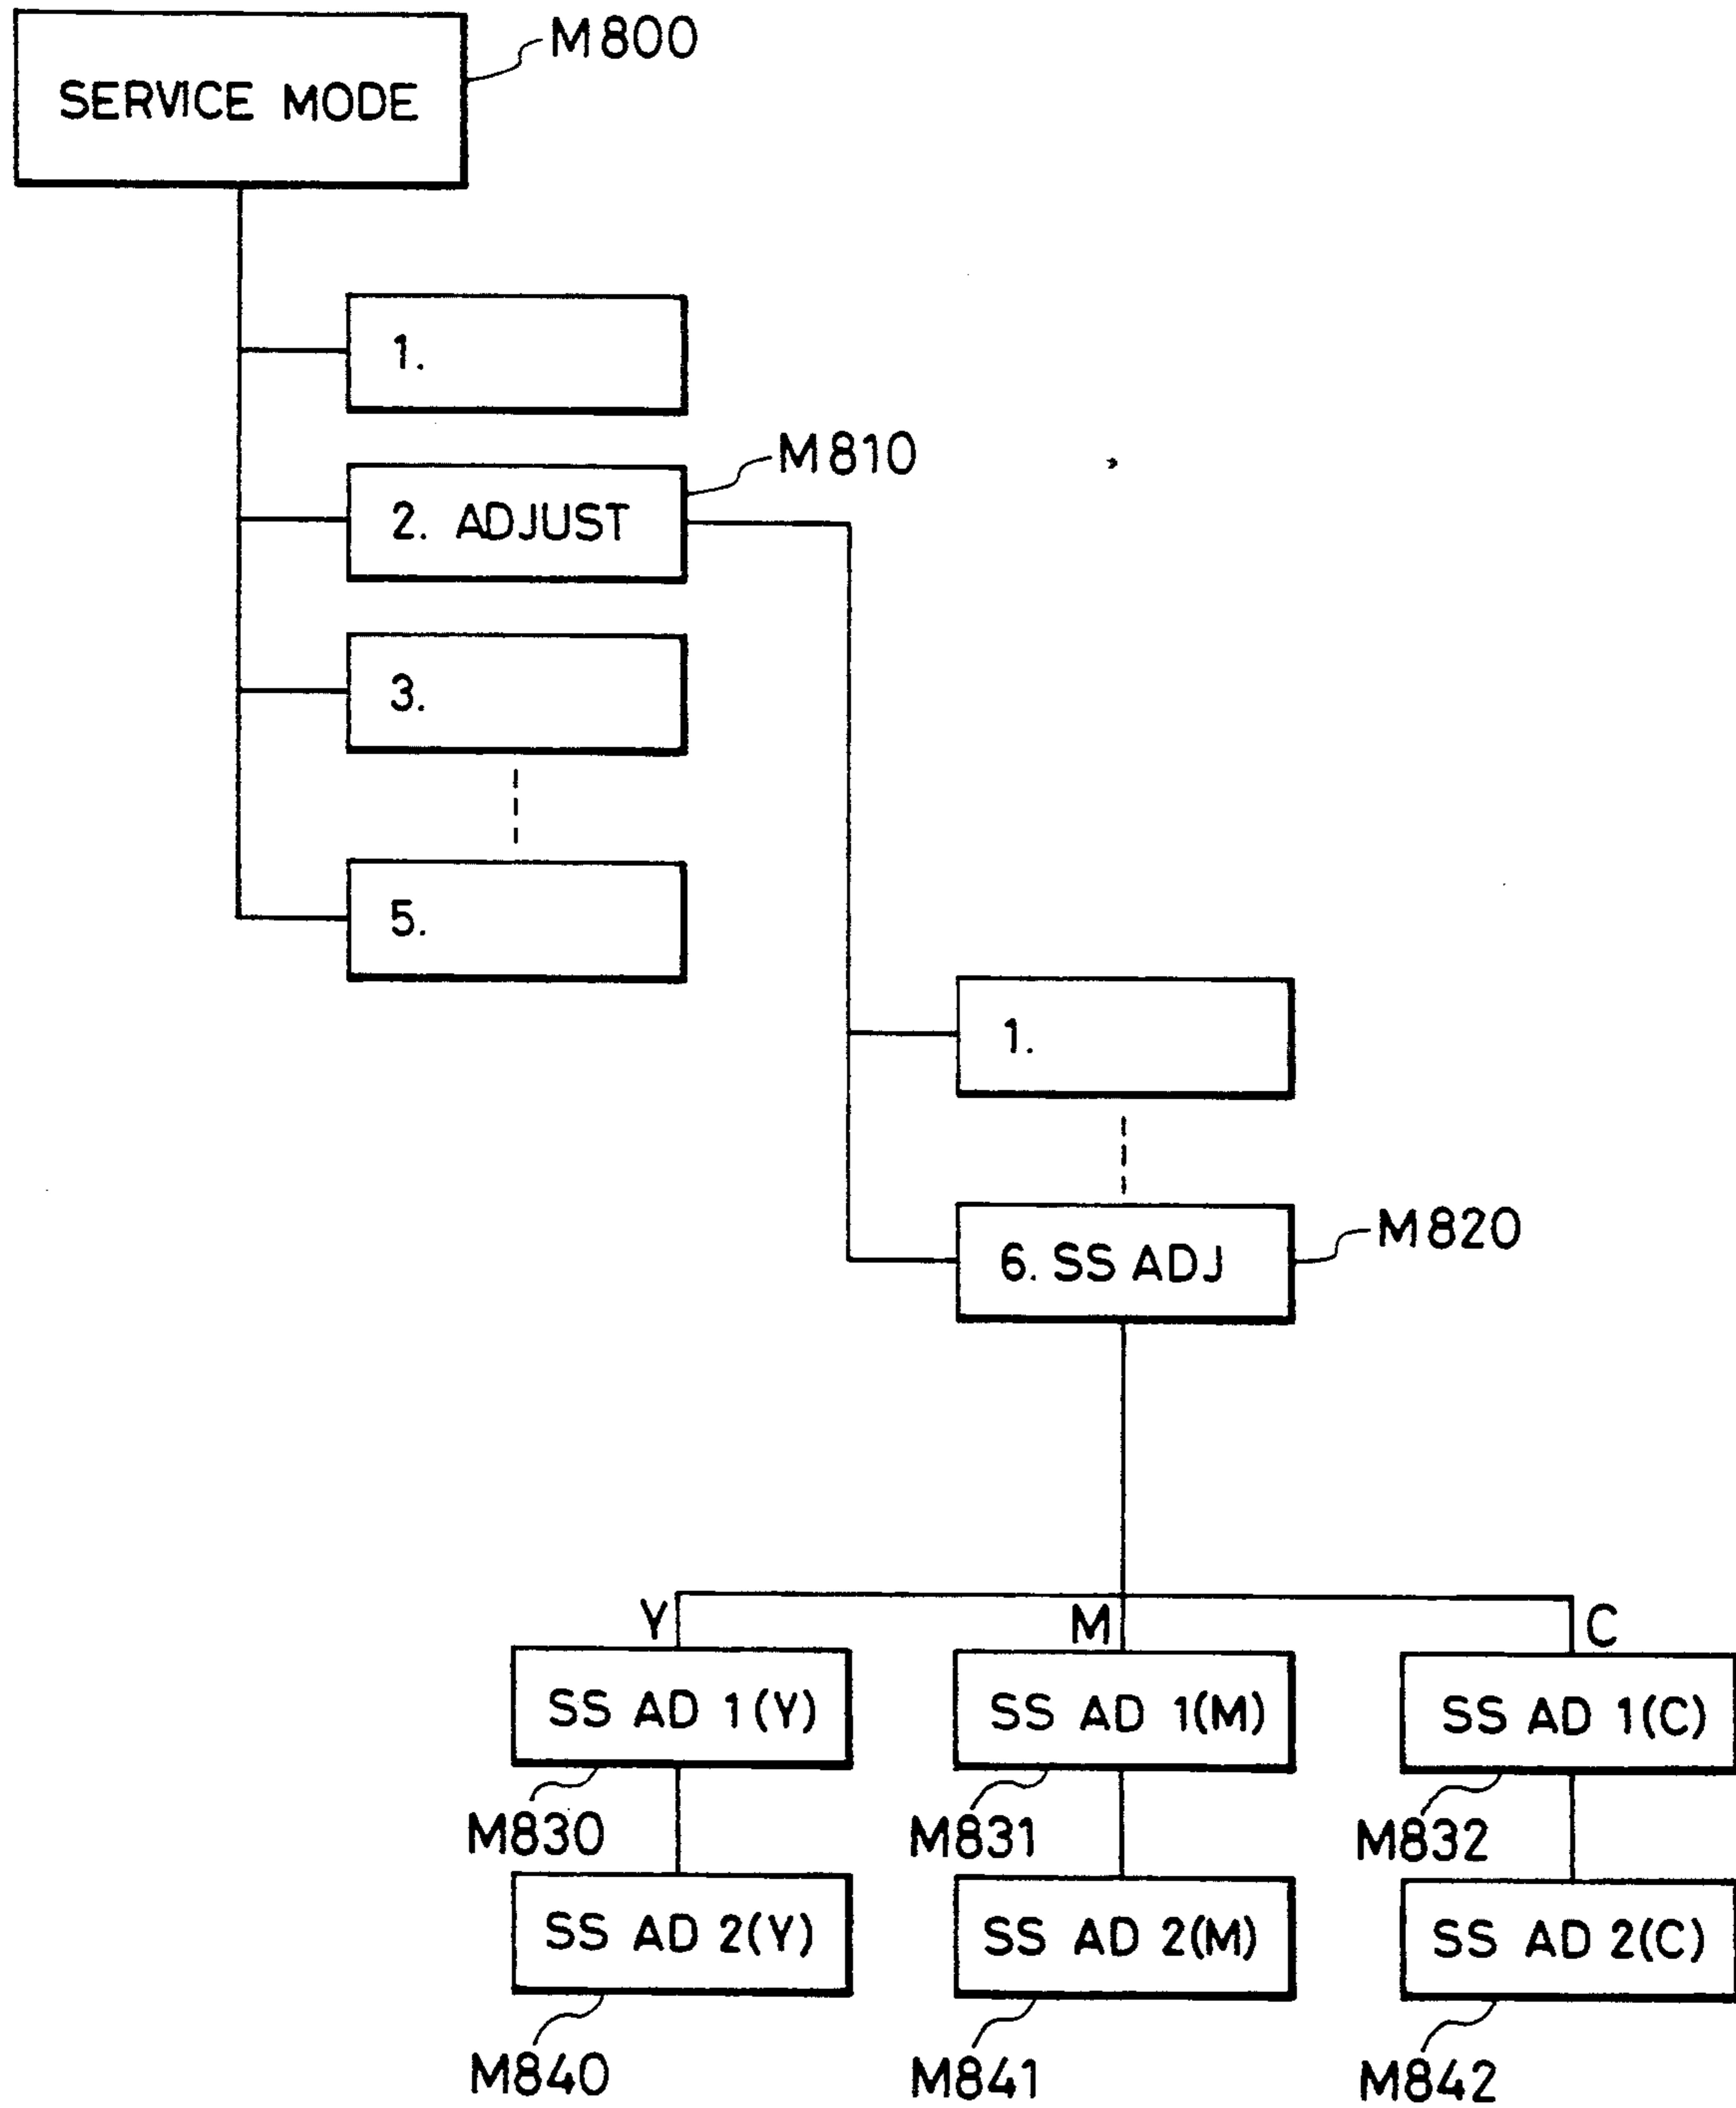 M800
SERVICE MODE
1.
M810
2. ADJUST
3.
5.
1.
M820
6. SS ADJ
Y
M
C
SS AD 1(Y)
SS AD 1(M)
SS AD 1(C)
M830
M831
M832
SS AD 2(Y)
SS AD 2(M)
SS AD 2(C)
M840
M841
M842